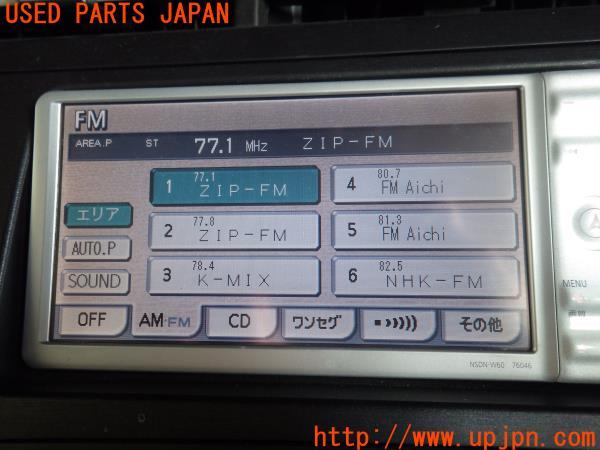 USED PARTS JAPAN
FM
AREA.P ST 77.1 MHz ZIP-FM
1 77.1 ZIP-FM
4 80.7 FM Aichi
エリア
2 77.8 ZIP-FM
5 81.3 FM Aichi
AUTO.P
3 78.4 K-MIX
6 82.5 NHK-FM
SOUND
OFF AM·FM CD ワンセグ その他
MENU
画面
NSDN-W60 76046
http://www.upjpn.com/